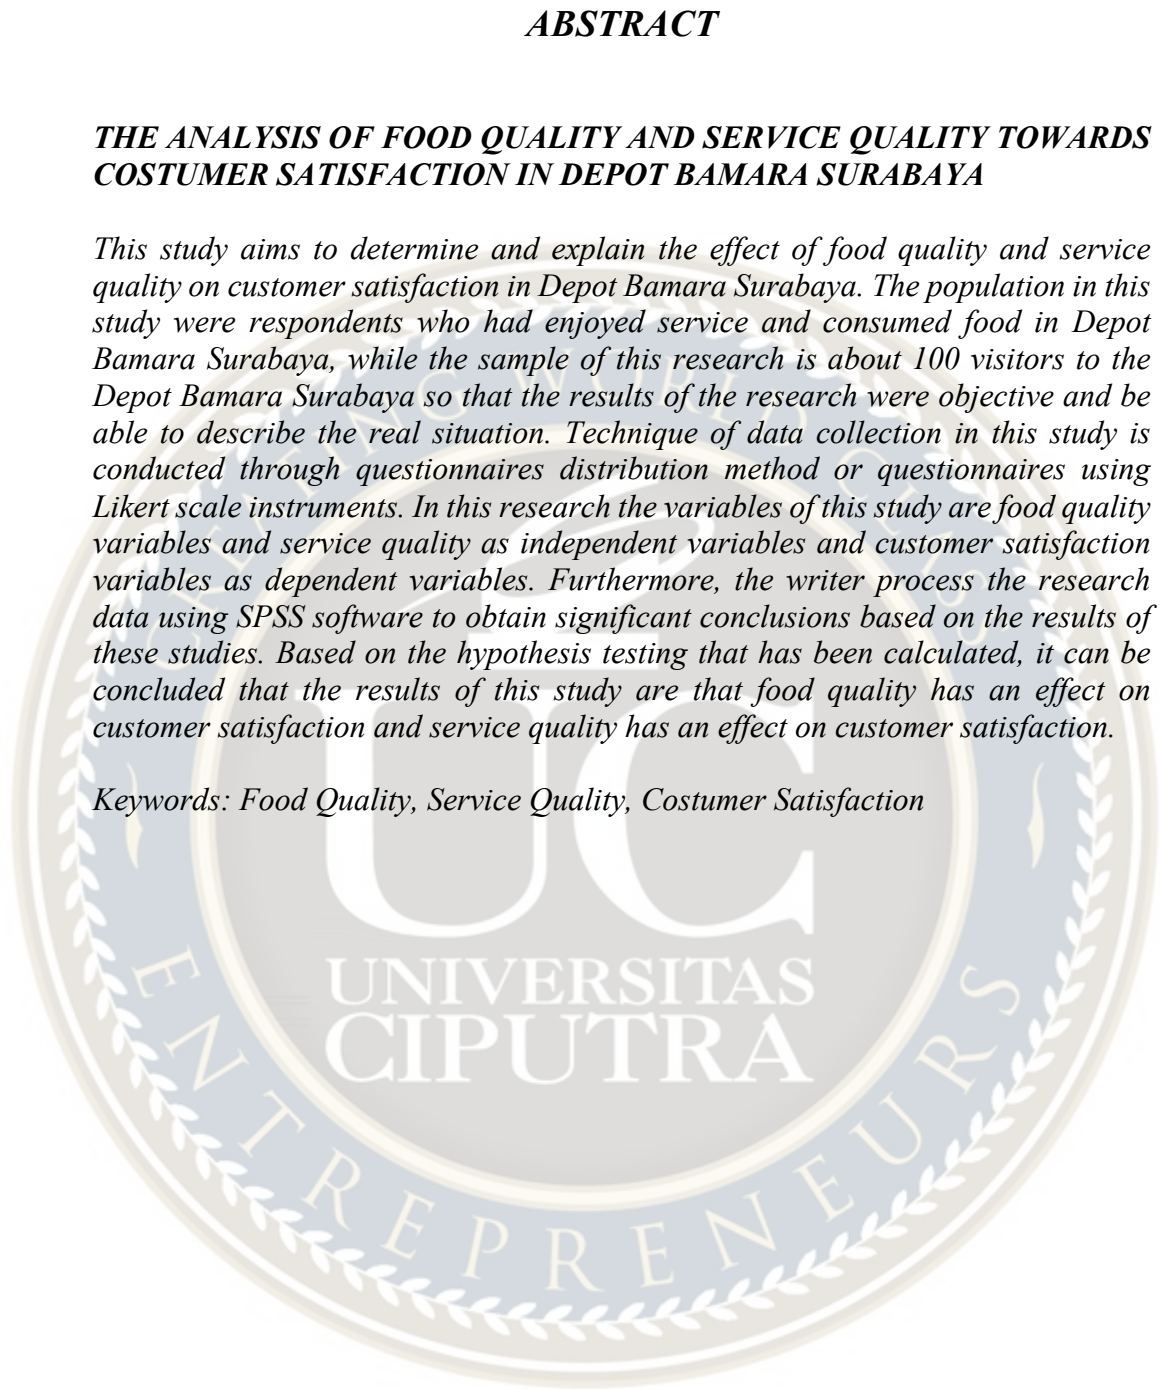 ABSTRACT
THE ANALYSIS OF FOOD QUALITY AND SERVICE QUALITY TOWARDS
COSTUMER SATISFACTION IN DEPOT BAMARA SURABAYA
This study aims to determine and explain the effect of food quality and service
quality on customer satisfaction in Depot Bamara Surabaya. The population in this
study were respondents who had enjoyed service and consumed food in Depot
Bamara Surabaya, while the sample of this research is about 100 visitors to the
Depot Bamara Surabaya so that the results of the research were objective and be
able to describe the real situation. Technique of data collection in this study is
conducted through questionnaires distribution method or questionnaires using
Likert scale instruments. In this research the variables of this study are food quality
variables and service quality as independent variables and customer satisfaction
variables as dependent variables. Furthermore, the writer process the research
data using SPSS software to obtain significant conclusions based on the results of
these studies. Based on the hypothesis testing that has been calculated, it can be
concluded that the results of this study are that food quality has an effect on
customer satisfaction and service quality has an effect on customer satisfaction.
Keywords: Food Quality, Service Quality, Costumer Satisfaction
CREATING WORLD CLASS
UC
UNIVERSITAS
CIPUTRA
ENTREPRENEURS